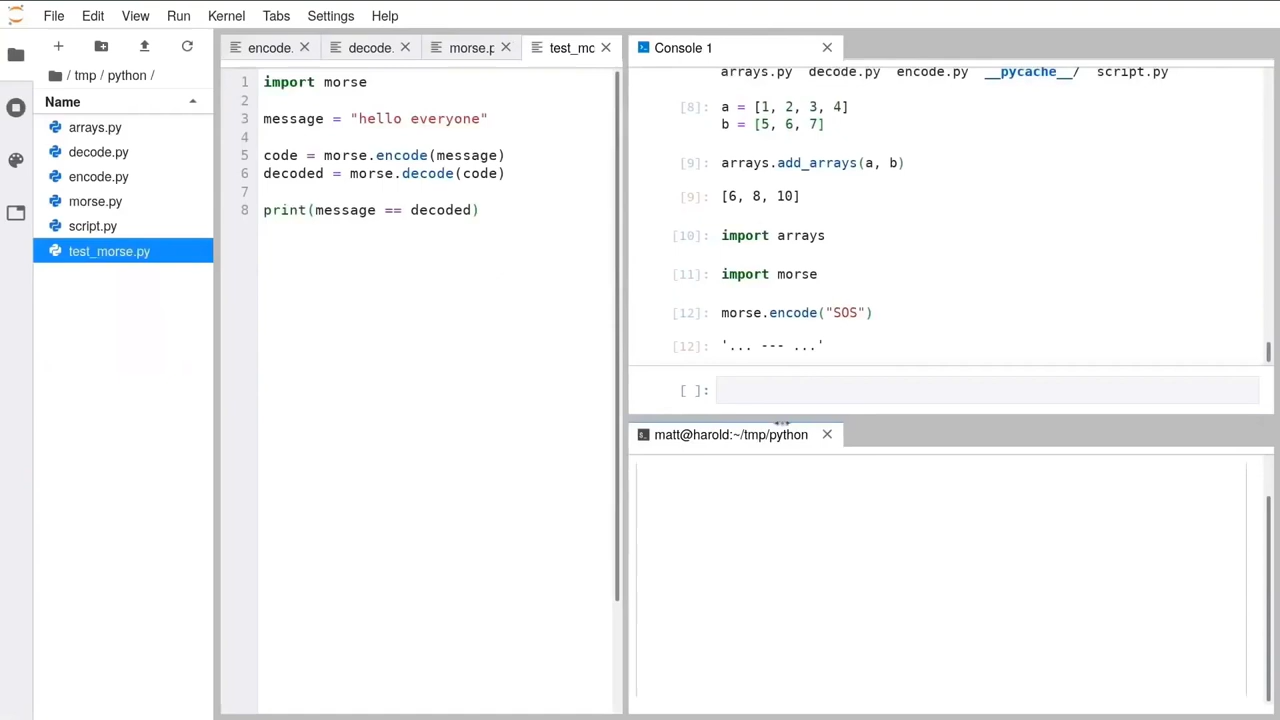 File Edit View Run Kernel Tabs Settings Help
/ tmp / python /
Name
arrays.py
decode.py
encode.py
morse.py
script.py
test_morse.py
encode.
decode.
morse.p
test_mo
1 import morse
2
3 message = "hello everyone"
4
5 code = morse.encode(message)
6 decoded = morse.decode(code)
7
8 print(message == decoded)
Console 1
arrays.py decode.py encode.py __pycache__/ script.py
[8]: a = [1, 2, 3, 4]
b = [5, 6, 7]
[9]: arrays.add_arrays(a, b)
[9]: [6, 8, 10]
[10]: import arrays
[11]: import morse
[12]: morse.encode("SOS")
[12]: '... --- ...'
[ ]:
matt@harold:~/tmp/python